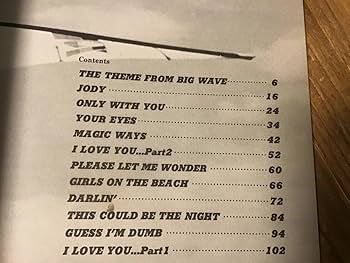 Contents
THE THEME FROM BIG WAVE 6
JODY 16
ONLY WITH YOU 24
YOUR EYES 34
MAGIC WAYS 42
I LOVE YOU...Part2 52
PLEASE LET ME WONDER 60
GIRLS ON THE BEACH 66
DARLIN' 72
THIS COULD BE THE NIGHT 84
GUESS I'M DUMB 94
I LOVE YOU...Part1 102